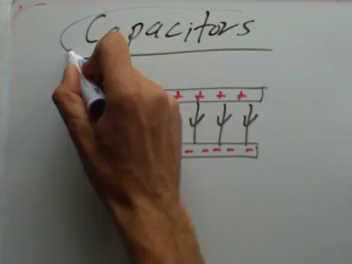 Capacitors
+ + + +
- - - - -